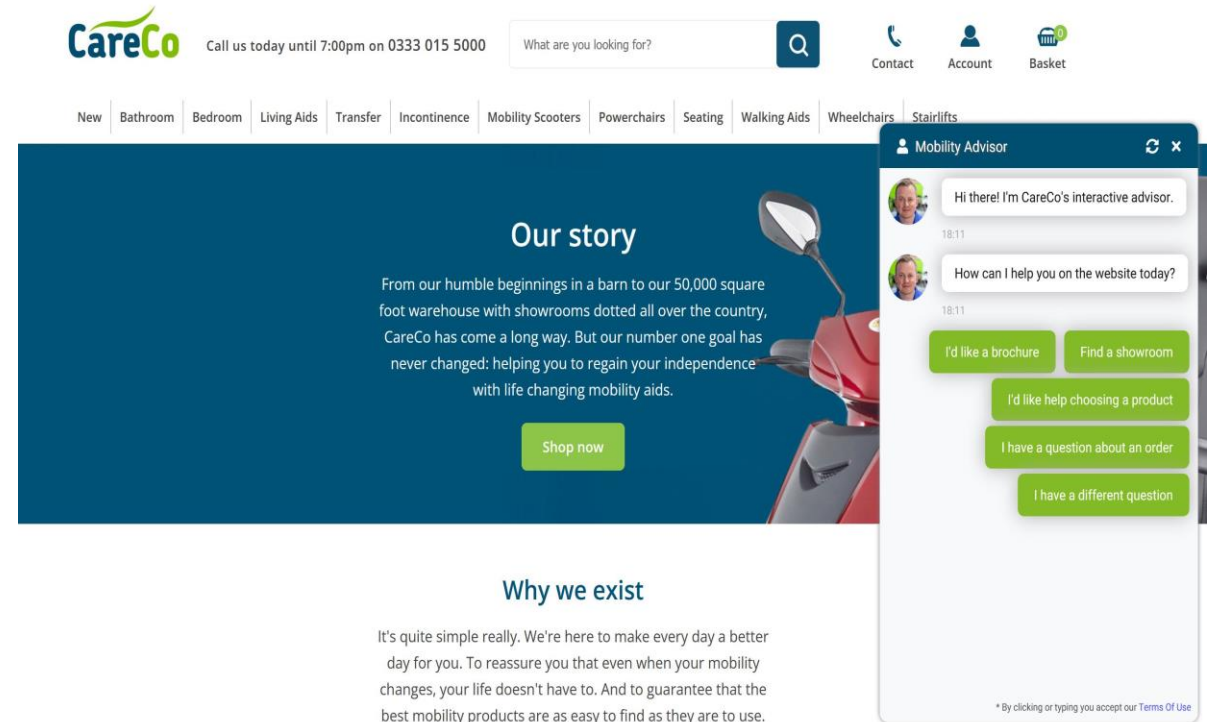 CareCo
Call us today until 7:00pm on 0333 015 5000
What are you looking for?
Contact
Account
0
Basket
New
Bathroom
Bedroom
Living Aids
Transfer
Incontinence
Mobility Scooters
Powerchairs
Seating
Walking Aids
Wheelchairs
Stairlifts
Our story
From our humble beginnings in a barn to our 50,000 square
foot warehouse with showrooms dotted all over the country,
CareCo has come a long way. But our number one goal has
never changed: helping you to regain your independence
with life changing mobility aids.
Shop now
Why we exist
It's quite simple really. We're here to make every day a better
day for you. To reassure you that even when your mobility
changes, your life doesn't have to. And to guarantee that the
best mobility products are as easy to find as they are to use.
Mobility Advisor
Hi there! I'm CareCo's interactive advisor.
18:11
How can I help you on the website today?
18:11
I'd like a brochure
Find a showroom
I'd like help choosing a product
I have a question about an order
I have a different question
* By clicking or typing you accept our Terms Of Use